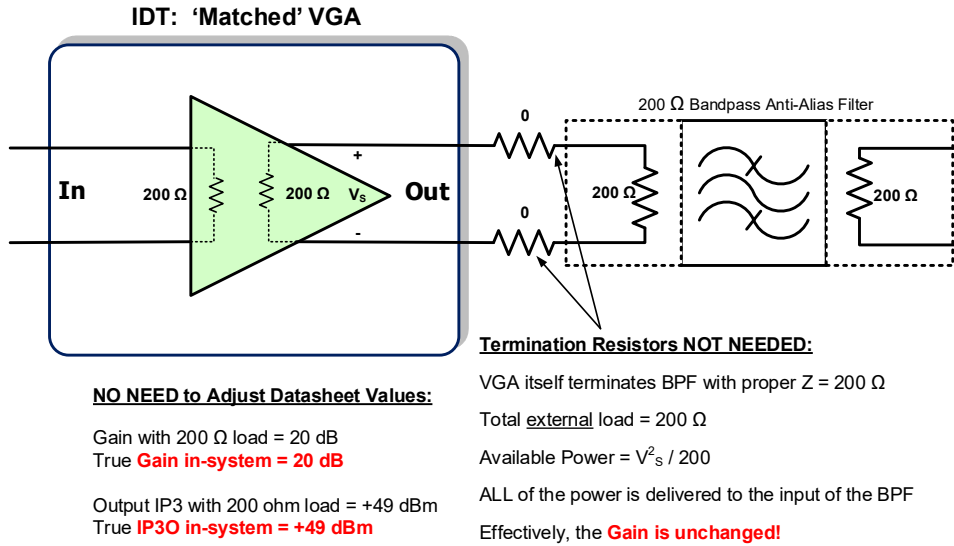 IDT: ‘Matched’ VGA
200 Ω Bandpass Anti-Alias Filter
0
+
In
200 Ω
200 Ω
VS
Out
200 Ω
200 Ω
0
-
Termination Resistors NOT NEEDED:
VGA itself terminates BPF with proper Z = 200 Ω
Total external load = 200 Ω
Available Power = V²S / 200
ALL of the power is delivered to the input of the BPF
Effectively, the Gain is unchanged!
NO NEED to Adjust Datasheet Values:
Gain with 200 Ω load = 20 dB
True Gain in-system = 20 dB
Output IP3 with 200 ohm load = +49 dBm
True IP3O in-system = +49 dBm